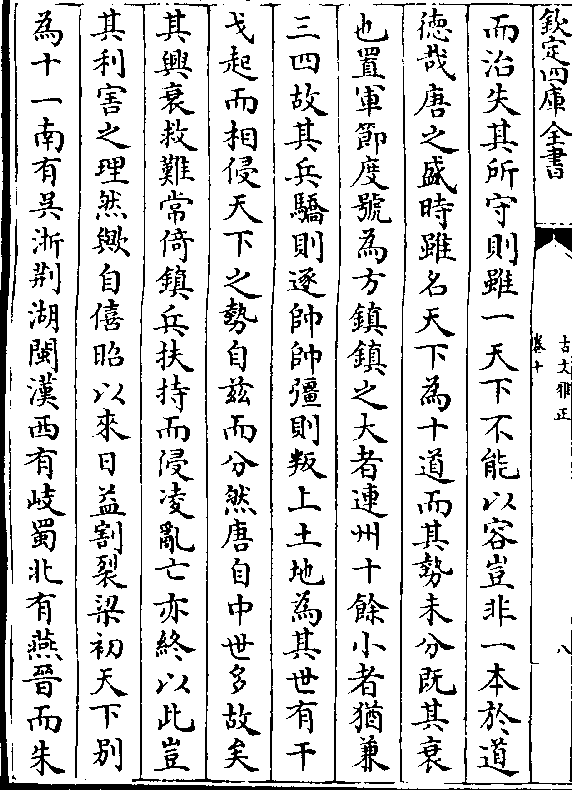 欽定四庫全書
古文雅正
卷十
八
而治失其所守則雖一天下不能以容豈非一本於道
德哉唐之盛時雖名天下為十道而其勢未分既其衰
也置軍節度號為方鎮鎮之大者連州十餘小者猶兼
三四故其兵驕則逐帥帥彊則叛上土地為其世有干
戈起而相侵天下之勢自茲而分然唐自中世多故矣
其興衰救難常倚鎮兵扶持而侵凌亂亡亦終以此豈
其利害之理然歟自僖昭以來日益割裂梁初天下别
為十一南有吳浙荆湖閩漢西有岐蜀北有燕晉而朱